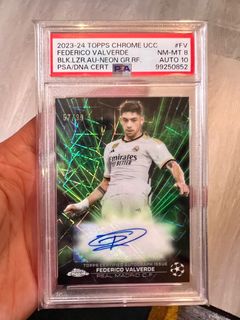 2023-24 TOPPS CHROME UCC #FV
FEDERICO VALVERDE NM-MT 8
BLK.LZR.AU-NEON GR RF. AUTO 10
PSA/DNA CERT PSA 99250852
TOPPS CERTIFIED AUTOGRAPH ISSUE
FEDERICO VALVERDE
REAL MADRID C.F.